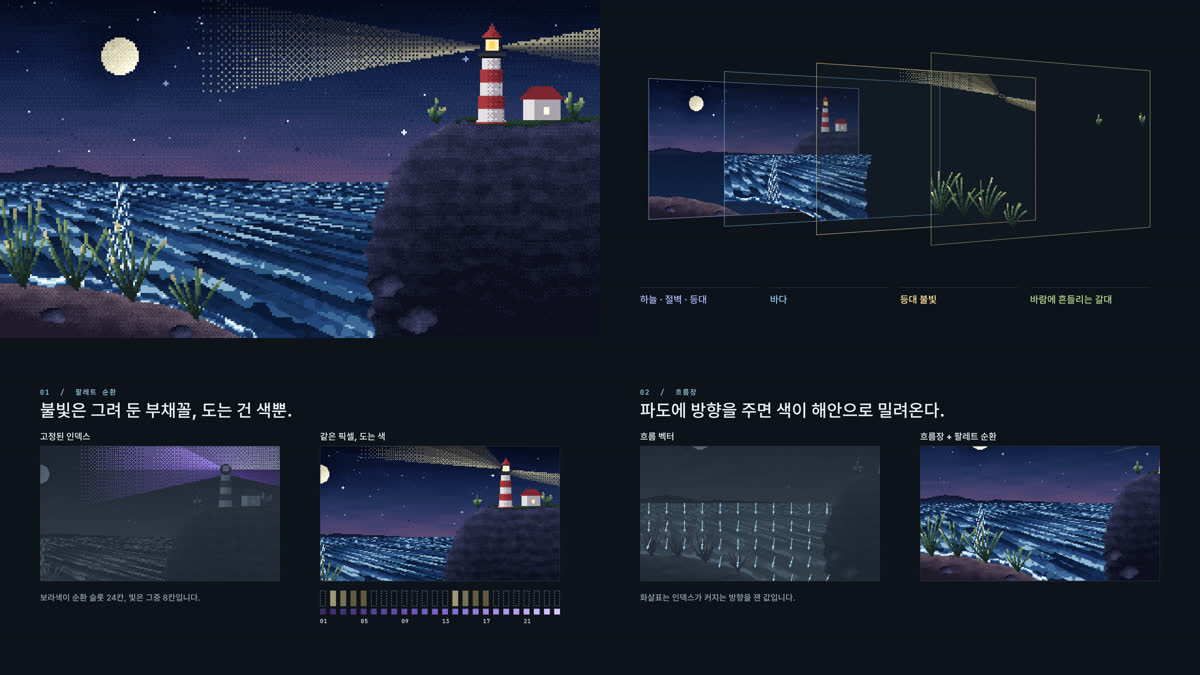 하늘 · 절벽 · 등대
바다
등대 불빛
바람에 흔들리는 갈대
01 / 팔레트 순환
불빛은 그려 둔 부채꼴, 도는 건 색뿐.
고정된 인덱스
같은 픽셀, 도는 색
보라색이 순환 슬롯 24칸, 빛은 그중 8칸입니다.
01 05 09 13 17 21
02 / 흐름장
파도에 방향을 주면 색이 해안으로 밀려온다.
흐름 벡터
흐름장 + 팔레트 순환
화살표는 인덱스가 커지는 방향을 잰 값입니다.